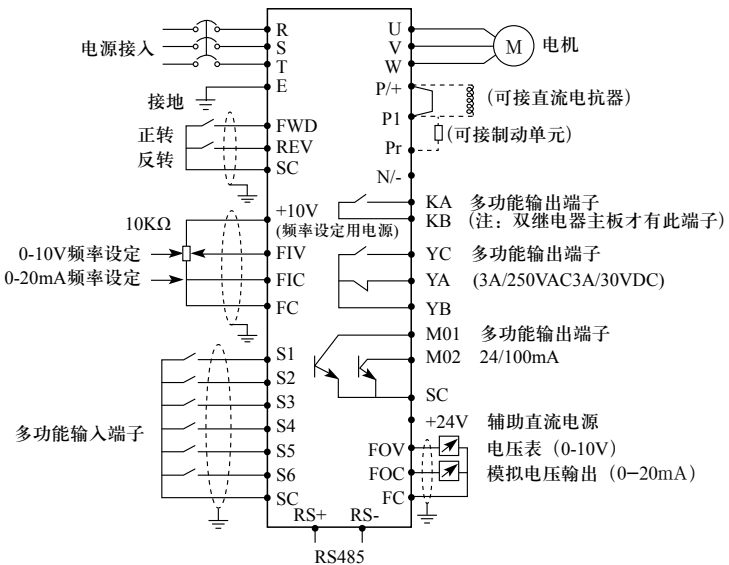 电源接入
R
S
T
E
接地
正转
反转
FWD
REV
SC
10KΩ
+10V
(频率设定用电源)
0-10V频率设定
FIV
0-20mA频率设定
FIC
FC
多功能输入端子
S1
S2
S3
S4
S5
S6
SC
RS+ RS-
RS485
U
V
W
M 电机
P/+
(可接直流电抗器)
P1
(可接制动单元)
Pr
N/-
KA 多功能输出端子
KB (注：双继电器主板才有此端子)
YC 多功能输出端子
YA (3A/250VAC3A/30VDC)
YB
M01 多功能输出端子
M02 24/100mA
SC
+24V 辅助直流电源
FOV 电压表（0-10V）
FOC 模拟电压输出（0-20mA）
FC